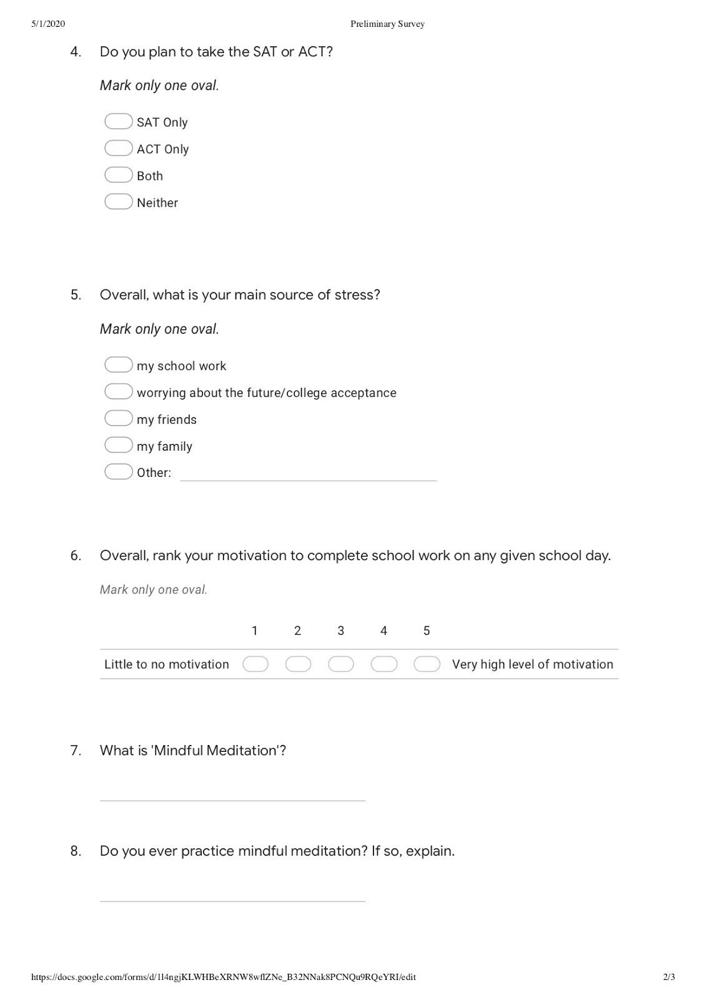 5/1/2020 Preliminary Survey
4. Do you plan to take the SAT or ACT?
Mark only one oval.
SAT Only
ACT Only
Both
Neither
5. Overall, what is your main source of stress?
Mark only one oval.
my school work
worrying about the future/college acceptance
my friends
my family
Other:
6. Overall, rank your motivation to complete school work on any given school day.
Mark only one oval.
1 2 3 4 5
Little to no motivation Very high level of motivation
7. What is 'Mindful Meditation'?
8. Do you ever practice mindful meditation? If so, explain.
https://docs.google.com/forms/d/1l4ngjKLWHBeXRNW8wflZNe_B32NNak8PCNQu9RQeYRI/edit 2/3